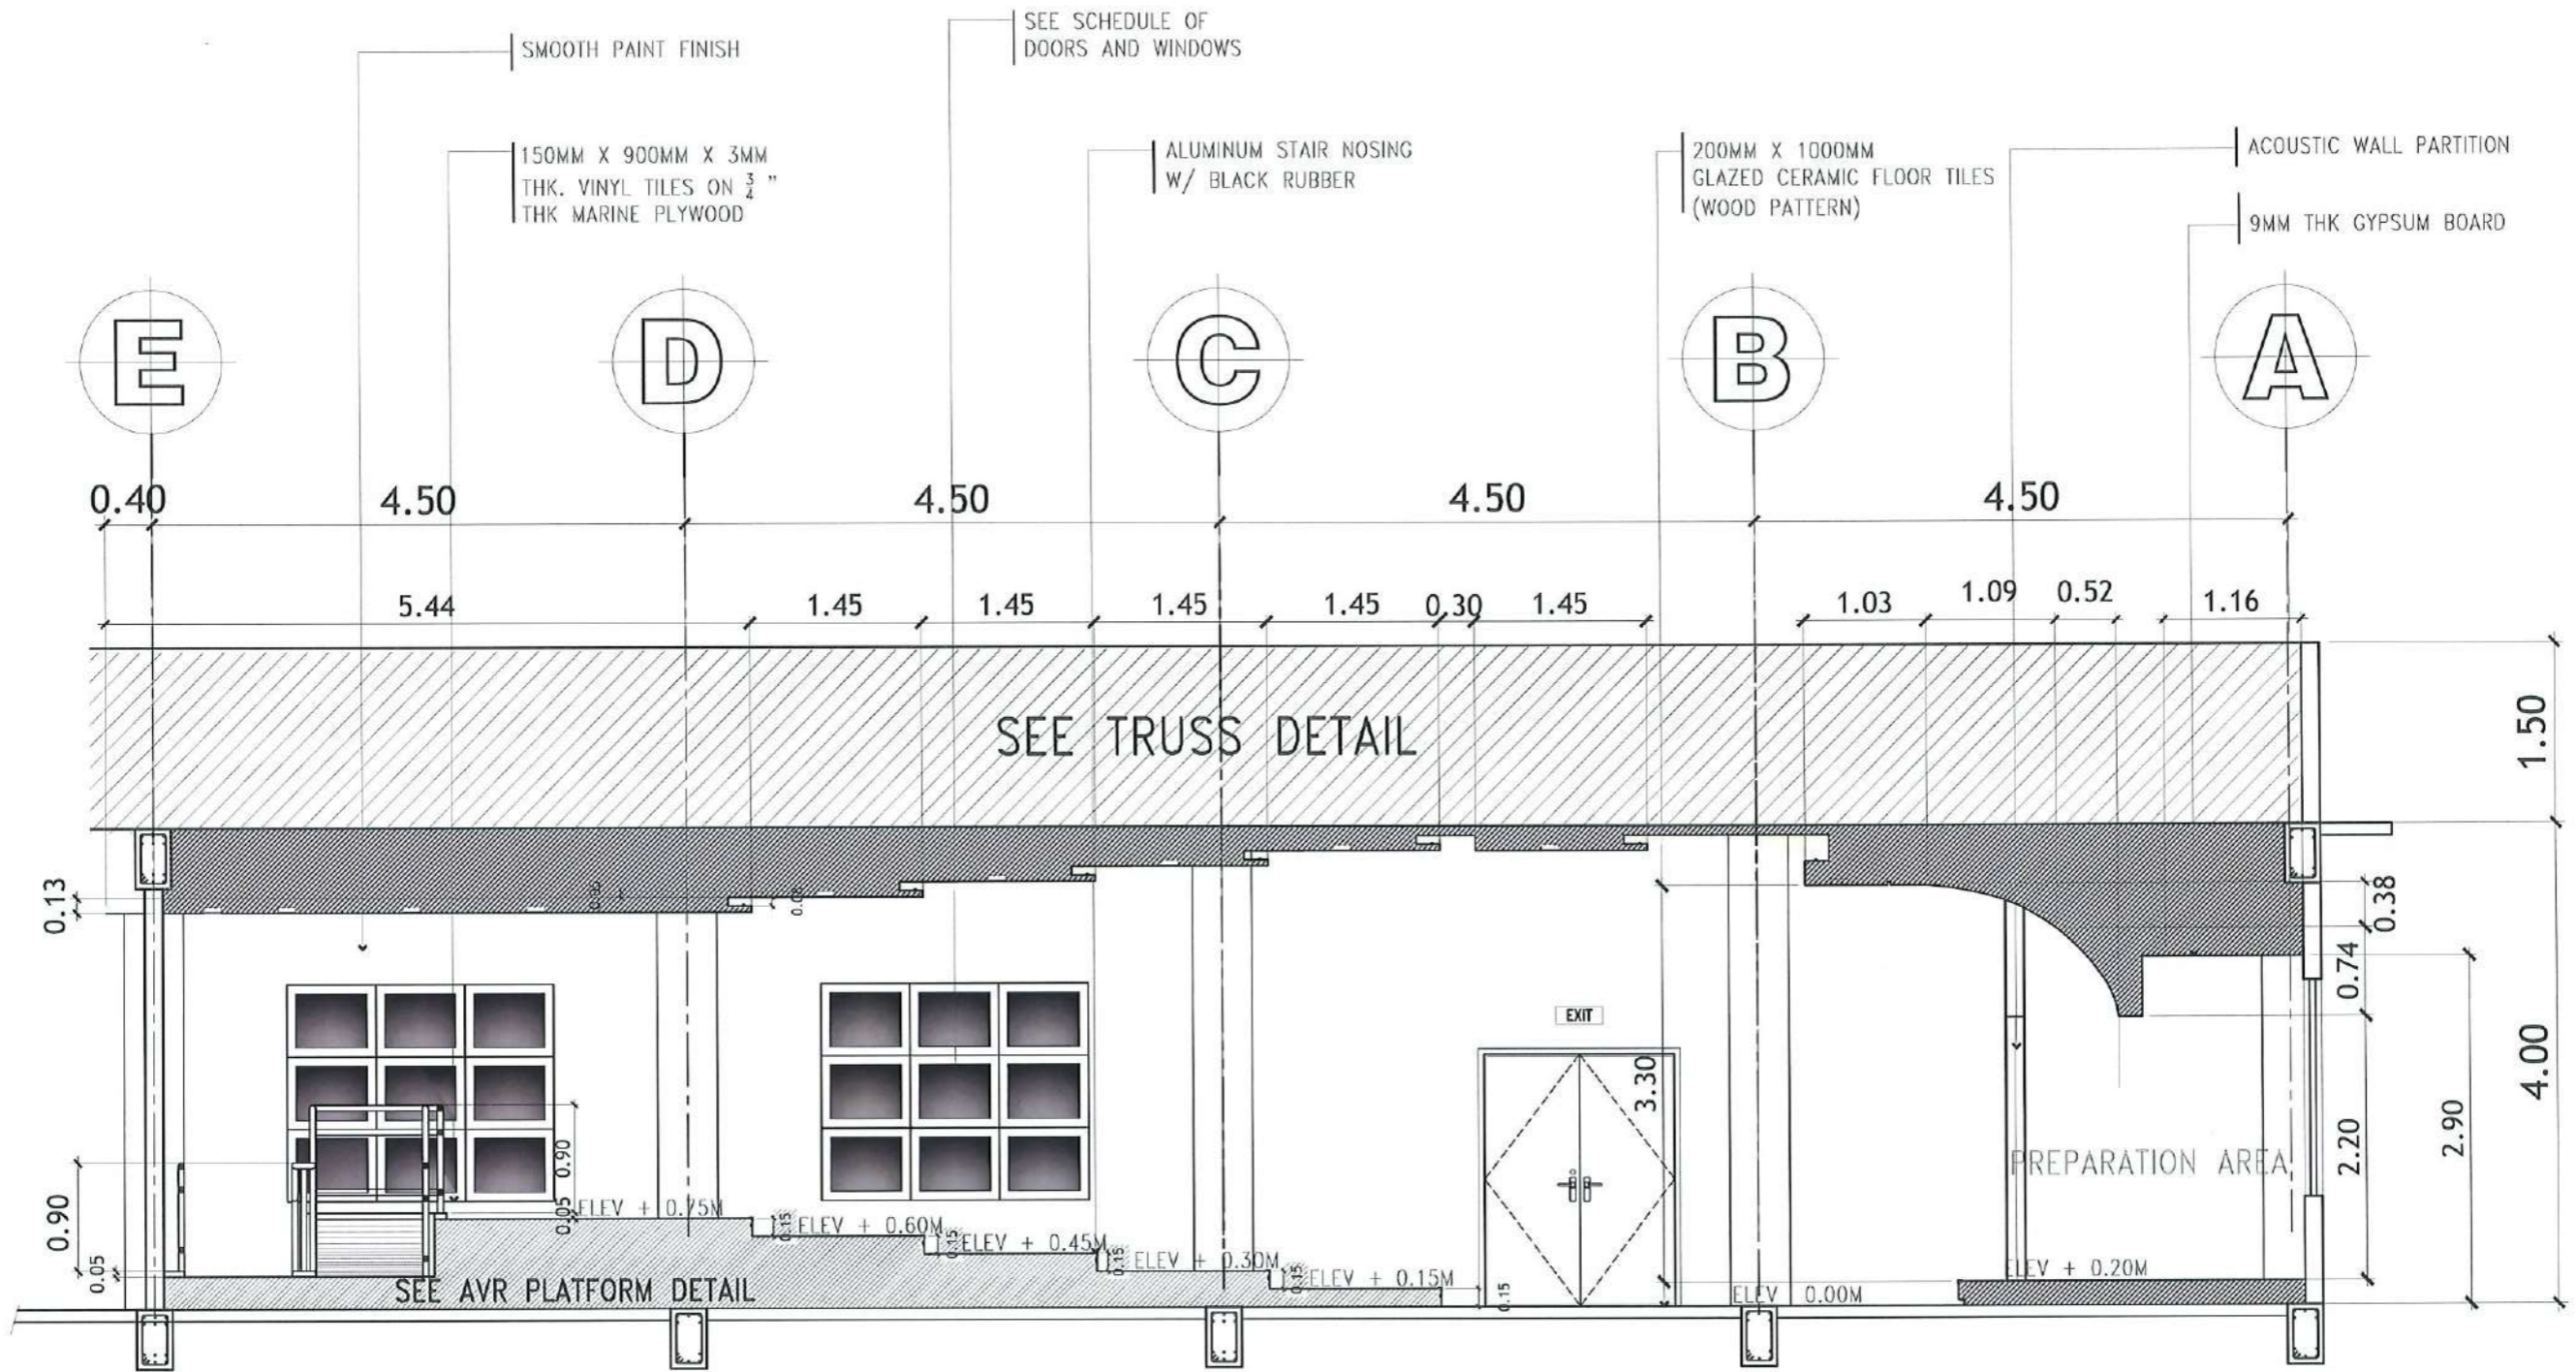 SEE SCHEDULE OF
DOORS AND WINDOWS
SMOOTH PAINT FINISH
150MM X 900MM X 3MM
THK. VINYL TILES ON 3/4 "
THK MARINE PLYWOOD
ALUMINUM STAIR NOSING
W/ BLACK RUBBER
200MM X 1000MM
GLAZED CERAMIC FLOOR TILES
(WOOD PATTERN)
ACOUSTIC WALL PARTITION
9MM THK GYPSUM BOARD
E D C B A
0.40 4.50 4.50 4.50 4.50
5.44 1.45 1.45 1.45 1.45 0.30 1.45 1.03 1.09 0.52 1.16
SEE TRUSS DETAIL
1.50
0.13
0.38
0.74
4.00
EXIT
3.30
2.20
2.90
PREPARATION AREA
0.90
0.90
0.05
0.05
ELEV + 0.75M
0.15
ELEV + 0.60M
0.15
ELEV + 0.45M
0.15
ELEV + 0.30M
0.15
ELEV + 0.15M
0.15
ELEV 0.00M
ELEV + 0.20M
SEE AVR PLATFORM DETAIL